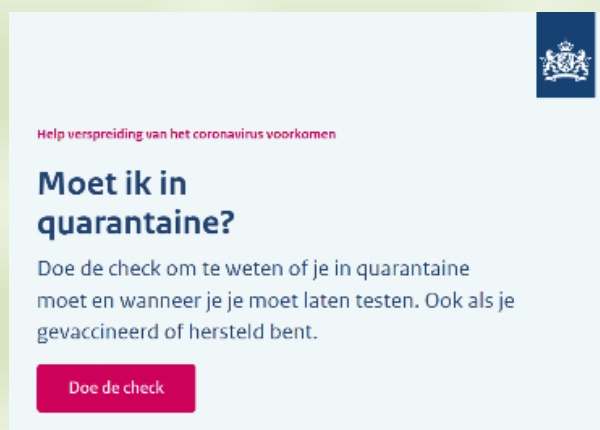 Help verspreiding van het coronavirus voorkomen
Moet ik in
quarantaine?
Doe de check om te weten of je in quarantaine
moet en wanneer je je moet laten testen. Ook als je
gevaccineerd of hersteld bent.
Doe de check